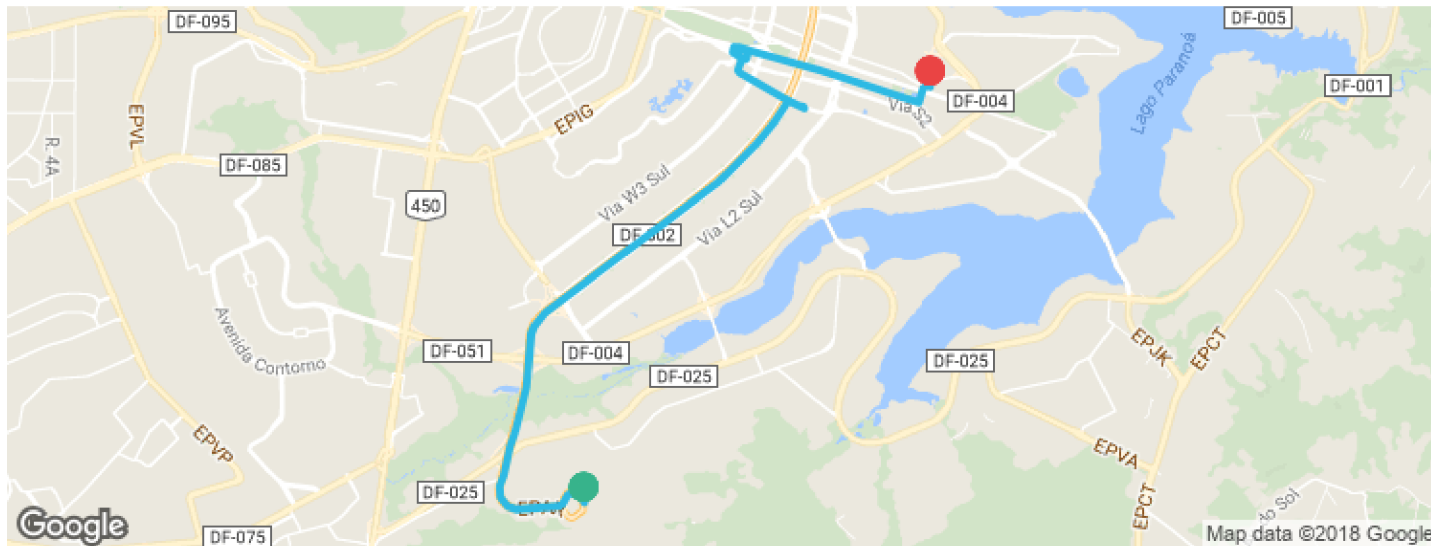 DF-095
DF-005
Lago Paranoá
DF-001
EPVL
EPIG
DF-004
Via S2
R. 4A
DF-085
Via W3 Sul
450
Via L2 Sul
DF-002
Avenida Contorno
DF-051
DF-004
DF-025
DF-025
EPJK
EPCT
EPVP
EPVA
DF-025
EPCT
Google
DF-075
Map data ©2018 Google